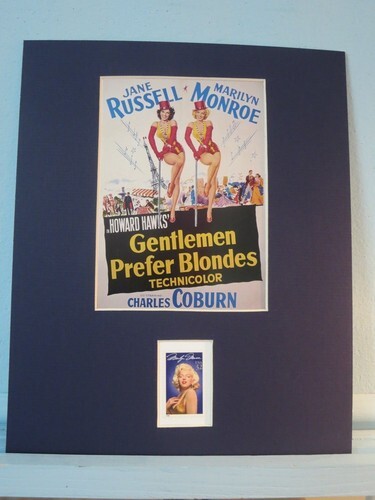 JANE MARILYN
RUSSELL MONROE
HOWARD HAWKS'
Gentlemen
Prefer Blondes
TECHNICOLOR
CHARLES COBURN